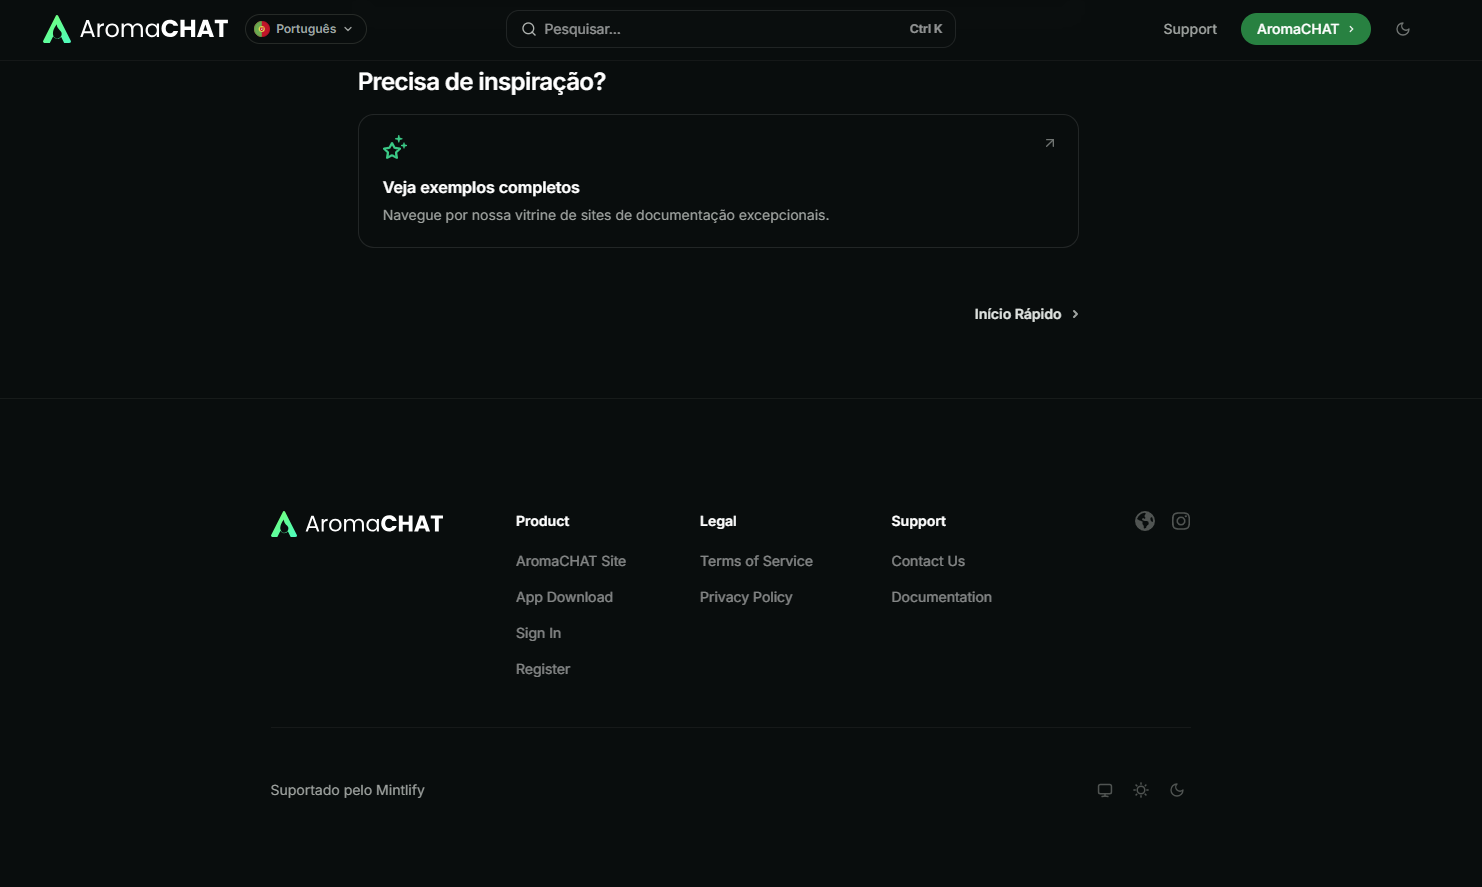 AromaCHAT
Português
Pesquisar...
Ctrl K
Support
AromaCHAT
Precisa de inspiração?
Veja exemplos completos
Navegue por nossa vitrine de sites de documentação excepcionais.
Início Rápido
AromaCHAT
Product
AromaCHAT Site
App Download
Sign In
Register
Legal
Terms of Service
Privacy Policy
Support
Contact Us
Documentation
Suportado pelo Mintlify